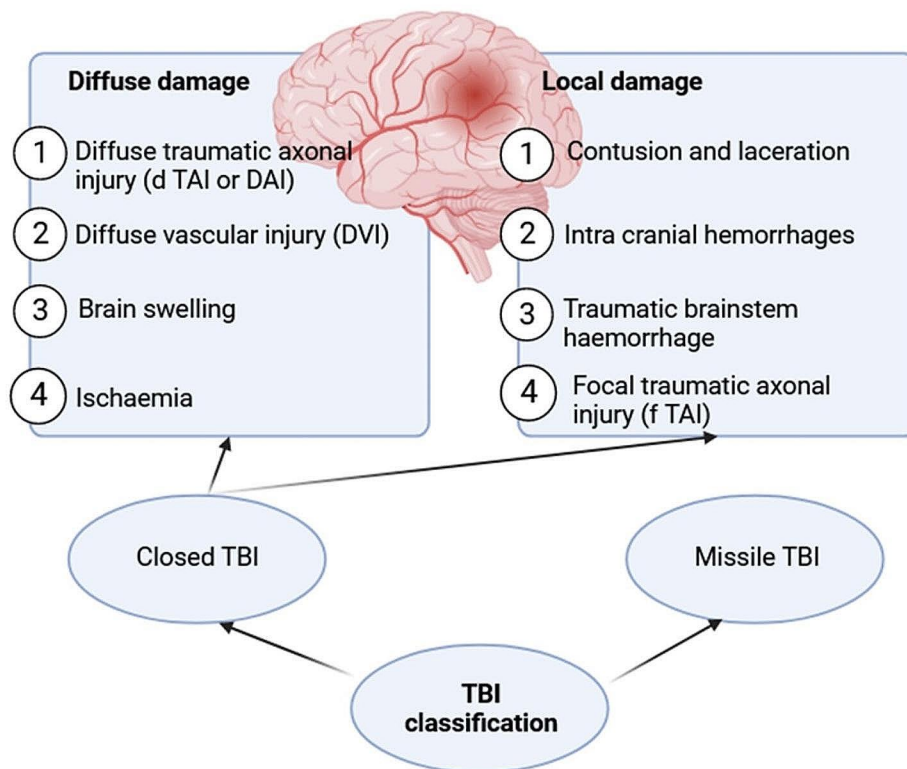 Diffuse damage
1
Diffuse traumatic axonal
injury (d TAI or DAI)
2
Diffuse vascular injury (DVI)
3
Brain swelling
4
Ischaemia
Local damage
1
Contusion and laceration
2
Intra cranial hemorrhages
3
Traumatic brainstem
haemorrhage
4
Focal traumatic axonal
injury (f TAI)
Closed TBI
Missile TBI
TBI
classification